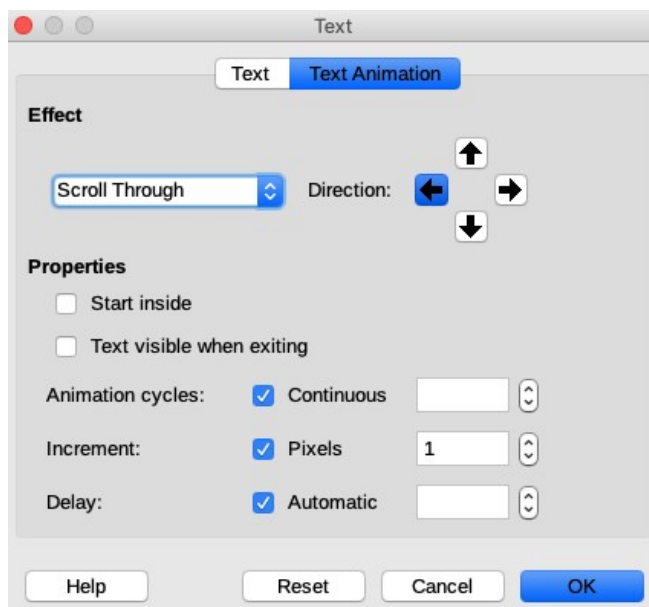 Text
Text Text Animation
Effect
Scroll Through Direction:
Properties
Start inside
Text visible when exiting
Animation cycles: Continuous
Increment: Pixels 1
Delay: Automatic
Help Reset Cancel OK